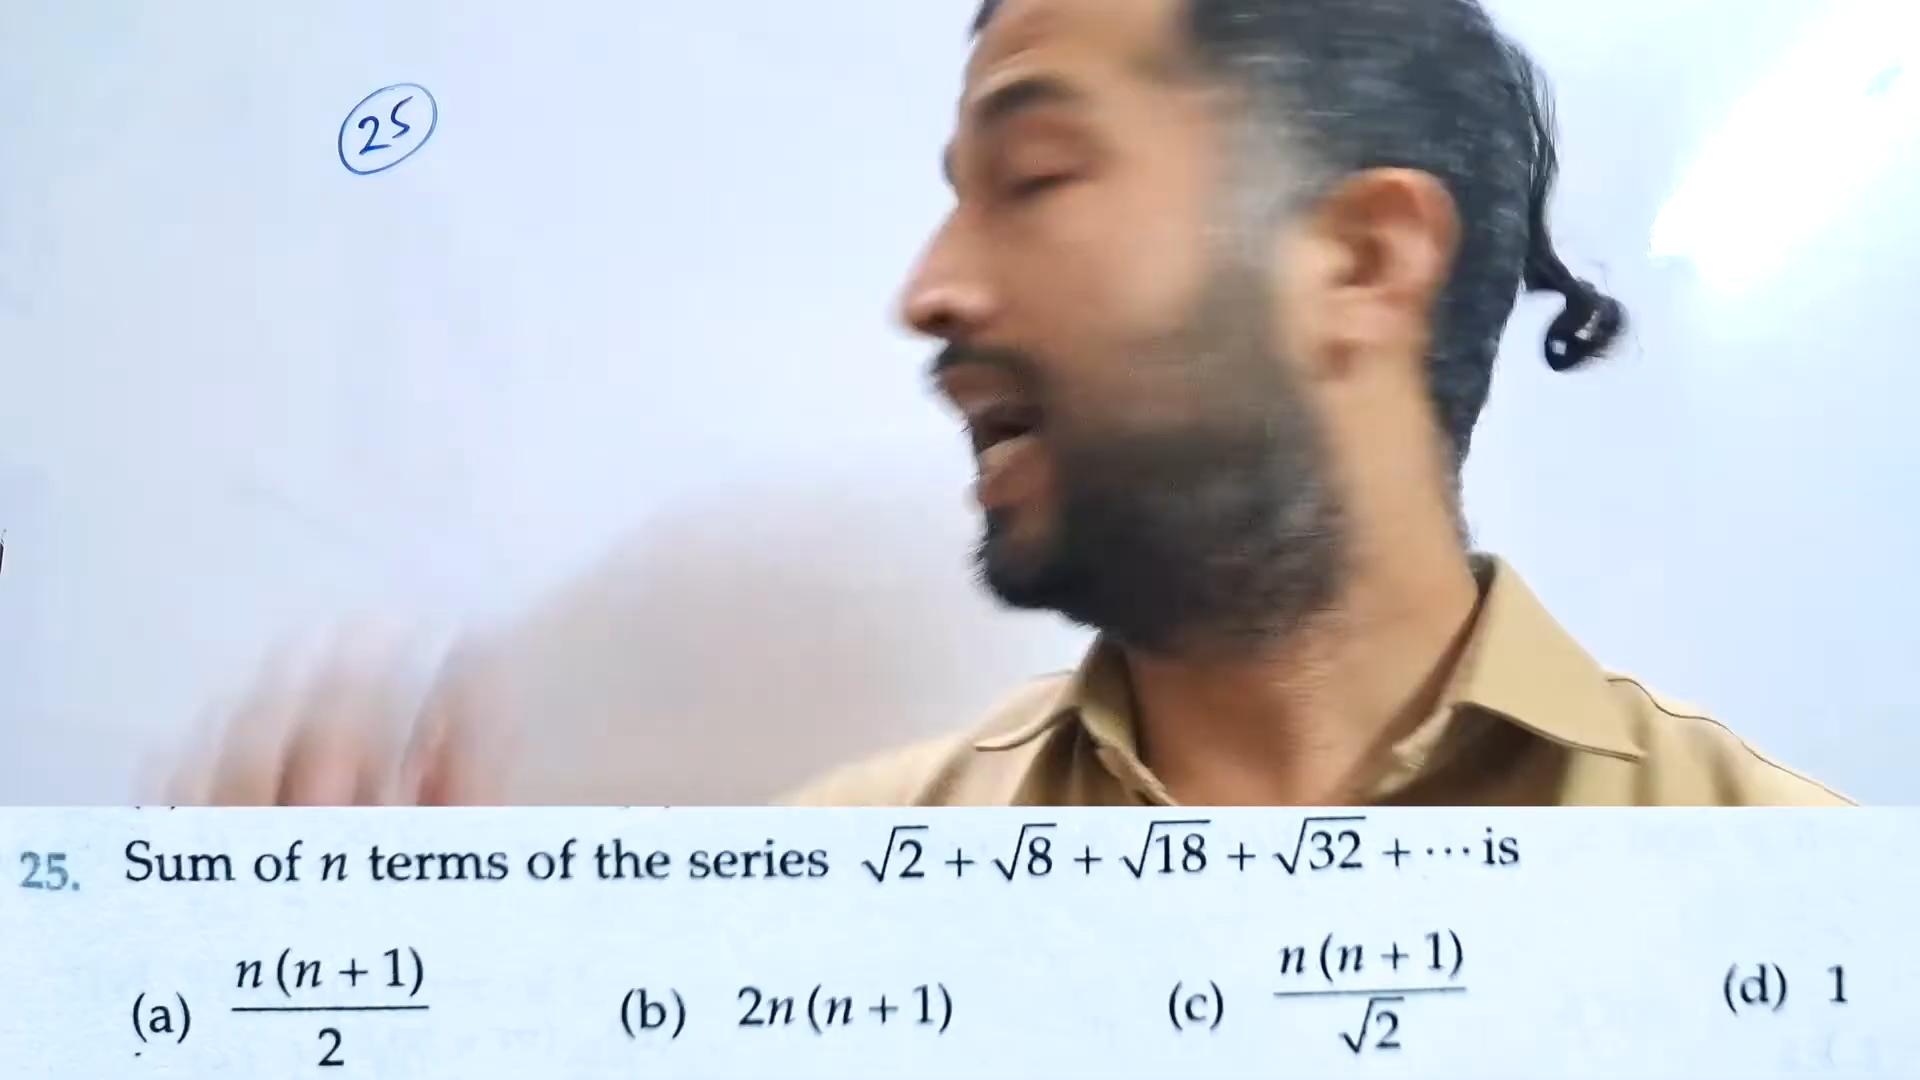 25
25. Sum of n terms of the series √2 + √8 + √18 + √32 + ··· is
(a) n(n + 1)/2 (b) 2n(n + 1) (c) n(n + 1)/√2 (d) 1